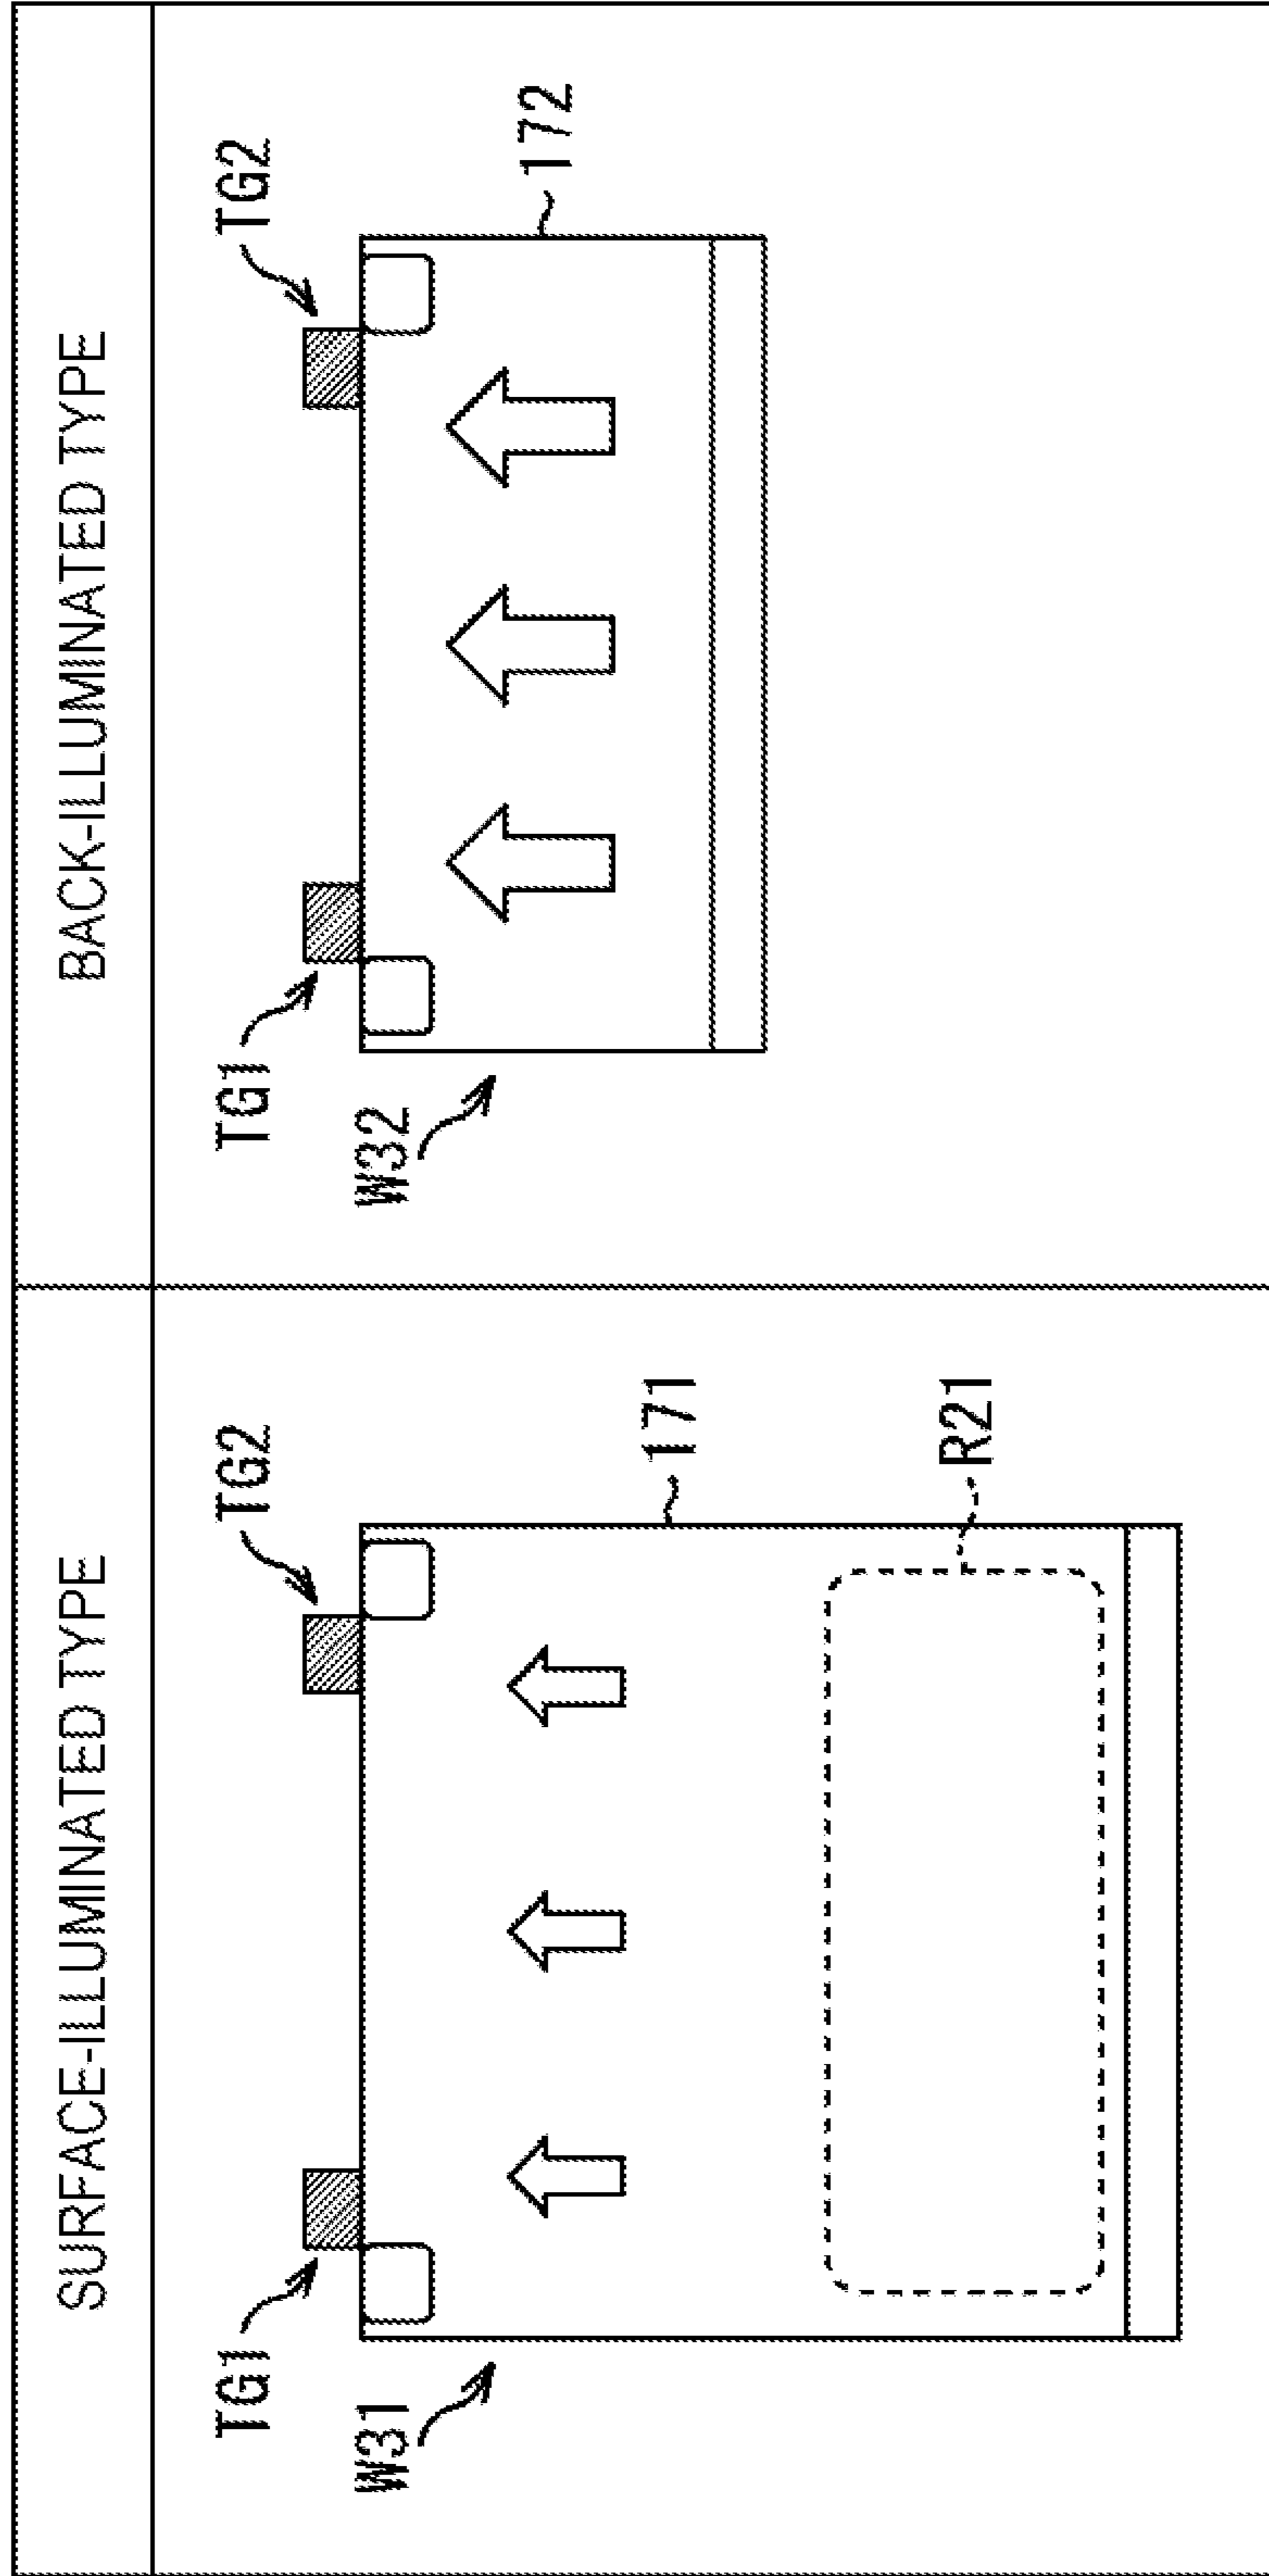 SURFACE-ILLUMINATED TYPE
BACK-ILLUMINATED TYPE
TG1
TG2
W31
171
R21
TG1
TG2
W32
172